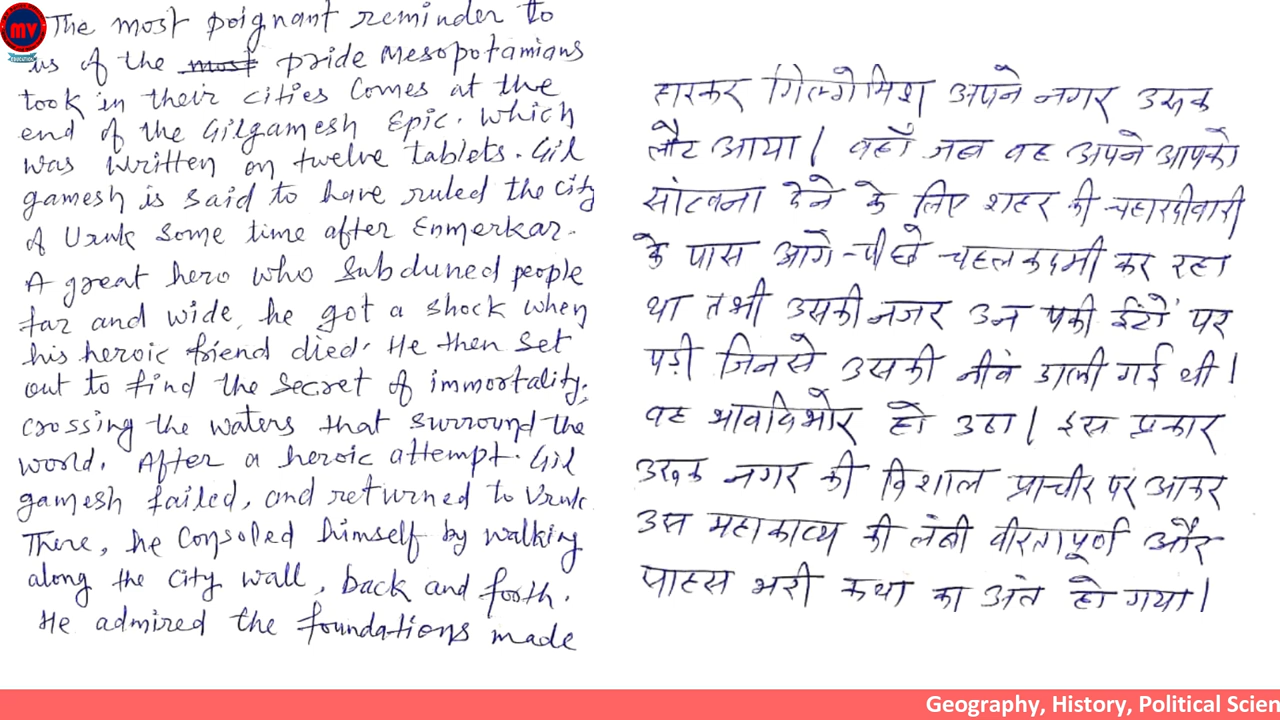 mv
EDUCATION
The most poignant reminder to
us of the most pride Mesopotamians
took in their cities comes at the
end of the Gilgamesh Epic. Which
was written on twelve tablets. Gil
gamesh is said to have ruled the city
of Uruk some time after Enmerkar.
A great hero who subduned people
far and wide, he got a shock when
his heroic friend died. He then set
out to find the secret of immortality,
crossing the waters that surround the
world. After a heroic attempt. Gil
gamesh failed, and returned to Uruk.
There, he consoled himself by walking
along the city wall, back and forth.
He admired the foundations made
हारकर गिल्गेमिश अपने नगर उरूक
लौट आया। वहाँ जब वह अपने आपको
सांत्वना देने के लिए शहर की चहारदीवारी
के पास आगे-पीछे चहलकदमी कर रहा
था तभी उसकी नजर उन पकी ईंटों पर
पड़ी जिनसे उसकी नींव डाली गई थी।
वह भावविभोर हो उठा। इस प्रकार
उरूक नगर की विशाल प्राचीर पर आकर
उस महाकाव्य की लंबी वीरतापूर्ण और
साहस भरी कथा का अंत हो गया।
Geography, History, Political Scien